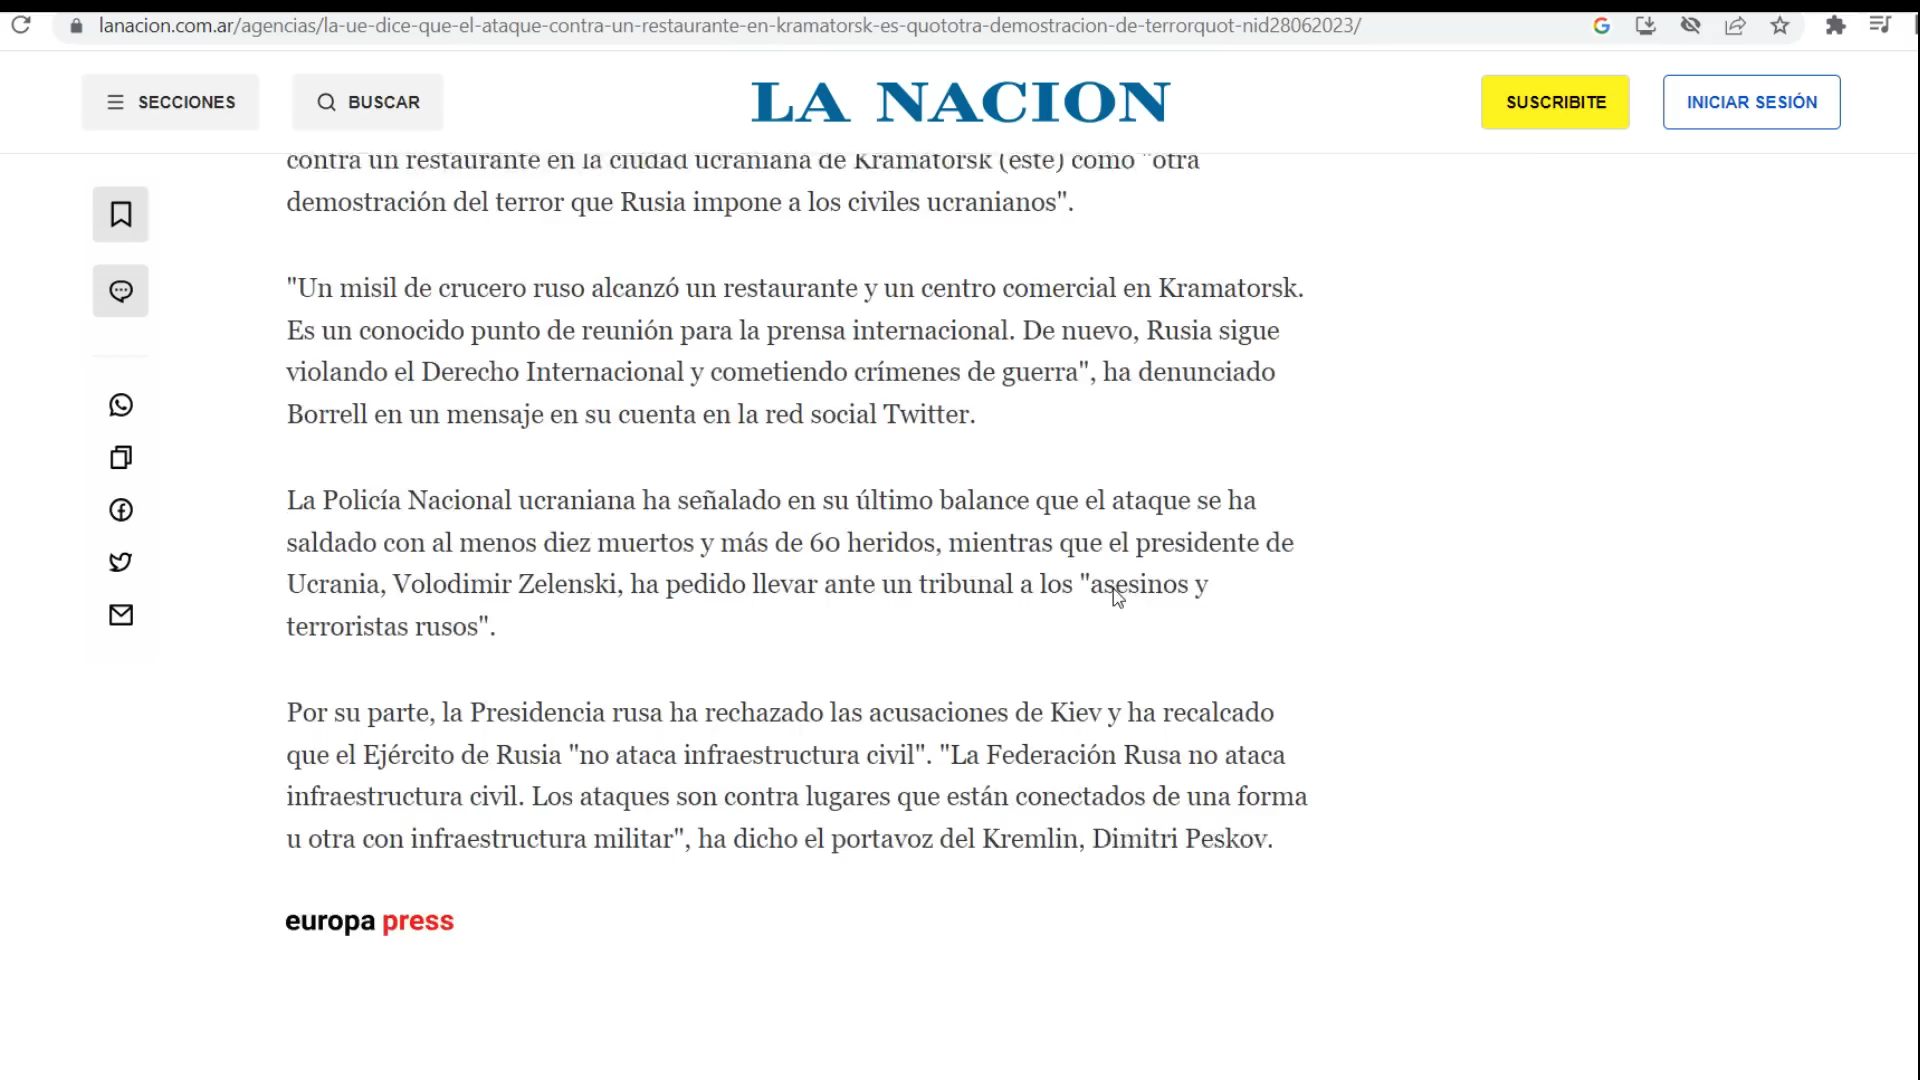 lanacion.com.ar/agencias/la-ue-dice-que-el-ataque-contra-un-restaurante-en-kramatorsk-es-quototra-demostracion-de-terrorquot-nid28062023/
SECCIONES
BUSCAR
LA NACION
SUSCRIBITE
INICIAR SESIÓN
contra un restaurante en la ciudad ucraniana de Kramatorsk (este) como "otra
demostración del terror que Rusia impone a los civiles ucranianos".
"Un misil de crucero ruso alcanzó un restaurante y un centro comercial en Kramatorsk.
Es un conocido punto de reunión para la prensa internacional. De nuevo, Rusia sigue
violando el Derecho Internacional y cometiendo crímenes de guerra", ha denunciado
Borrell en un mensaje en su cuenta en la red social Twitter.
La Policía Nacional ucraniana ha señalado en su último balance que el ataque se ha
saldado con al menos diez muertos y más de 60 heridos, mientras que el presidente de
Ucrania, Volodimir Zelenski, ha pedido llevar ante un tribunal a los "asesinos y
terroristas rusos".
Por su parte, la Presidencia rusa ha rechazado las acusaciones de Kiev y ha recalcado
que el Ejército de Rusia "no ataca infraestructura civil". "La Federación Rusa no ataca
infraestructura civil. Los ataques son contra lugares que están conectados de una forma
u otra con infraestructura militar", ha dicho el portavoz del Kremlin, Dimitri Peskov.
europa press